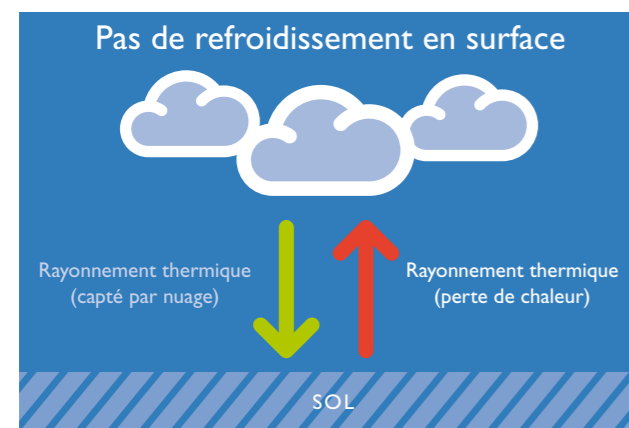 Pas de refroidissement en surface
Rayonnement thermique
(capté par nuage)
Rayonnement thermique
(perte de chaleur)
SOL